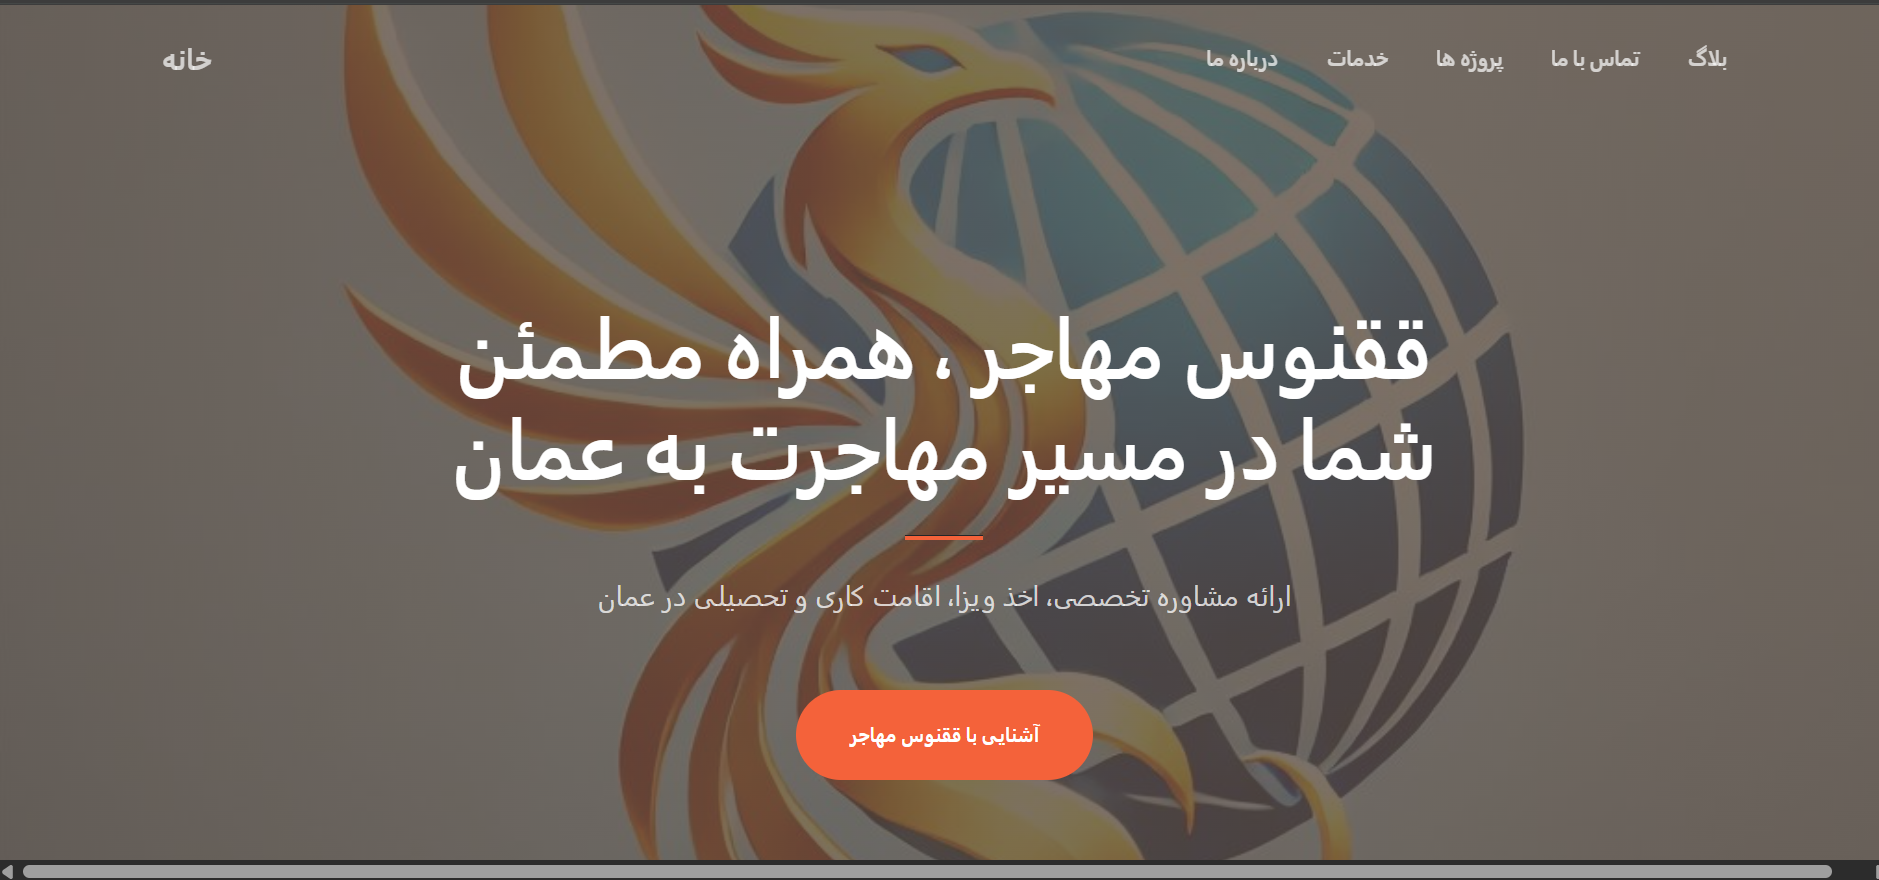 بلاگ
تماس با ما
پروژه ها
خدمات
درباره ما
خانه
ققنوس مهاجر ، همراه مطمئن
شما در مسیر مهاجرت به عمان
ارائه مشاوره تخصصی، اخذ ویزا، اقامت کاری و تحصیلی در عمان
آشنایی با ققنوس مهاجر